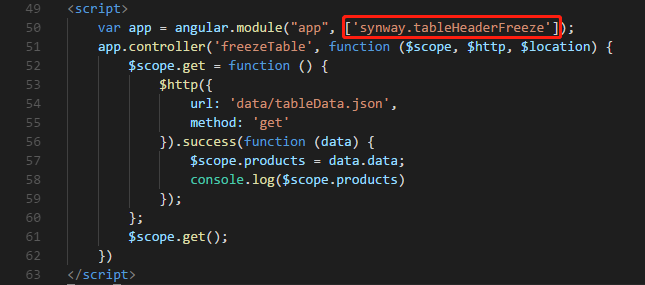 49 <script>
50 var app = angular.module("app", ['synway.tableHeaderFreeze']);
51 app.controller('freezeTable', function ($scope, $http, $location) {
52 $scope.get = function () {
53 $http({
54 url: 'data/tableData.json',
55 method: 'get'
56 }).success(function (data) {
57 $scope.products = data.data;
58 console.log($scope.products)
59 });
60 };
61 $scope.get();
62 })
63 </script>